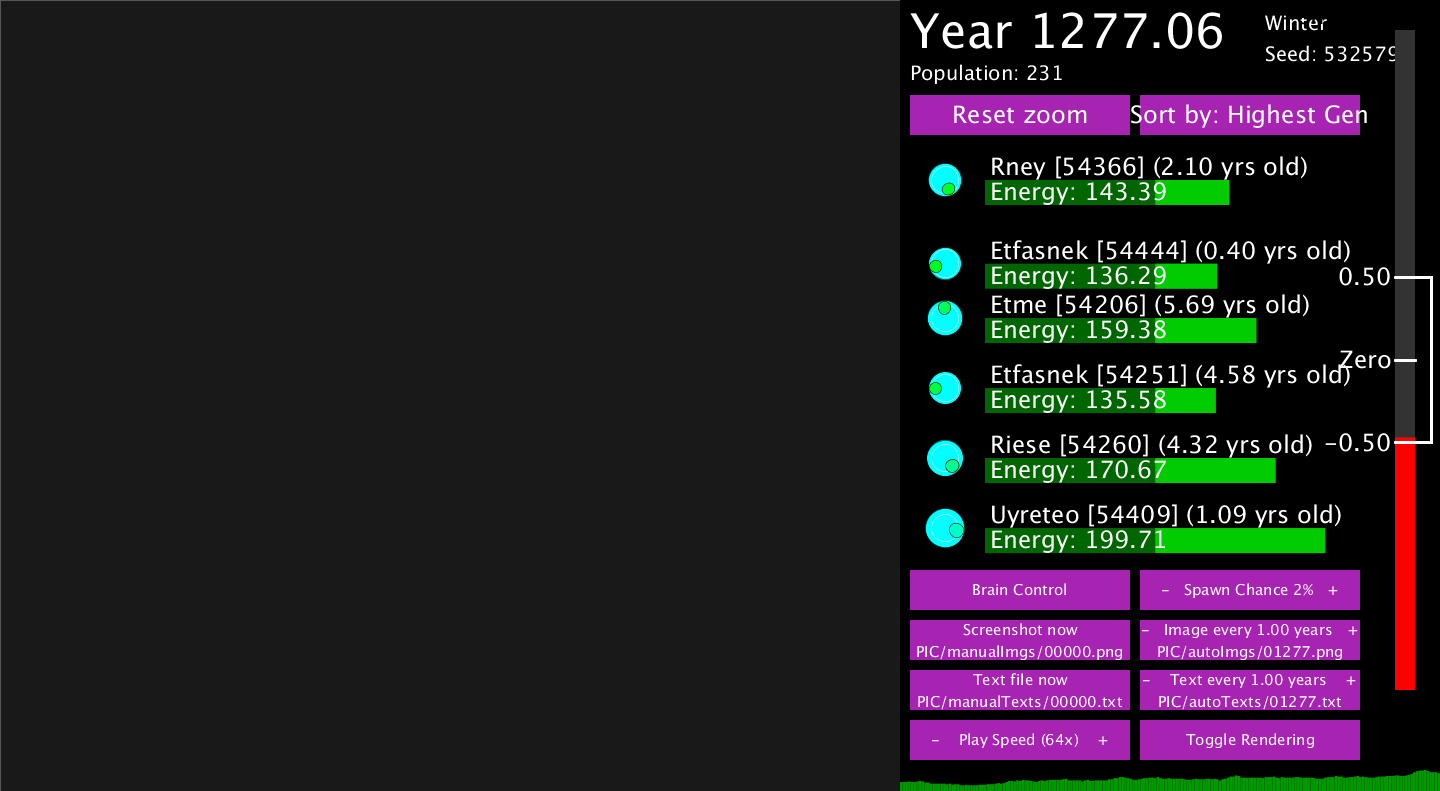 Year 1277.06
Winter
Seed: 532579
Population: 231
Reset zoom
Sort by: Highest Gen
Rney [54366] (2.10 yrs old)
Energy: 143.39
Etfasnek [54444] (0.40 yrs old)
Energy: 136.29
0.50
Etme [54206] (5.69 yrs old)
Energy: 159.38
Zero
Etfasnek [54251] (4.58 yrs old)
Energy: 135.58
Riese [54260] (4.32 yrs old)
-0.50
Energy: 170.67
Uyreteo [54409] (1.09 yrs old)
Energy: 199.71
Brain Control
- Spawn Chance 2% +
Screenshot now
PIC/manualImgs/00000.png
- Image every 1.00 years +
PIC/autoImgs/01277.png
Text file now
PIC/manualTexts/00000.txt
- Text every 1.00 years +
PIC/autoTexts/01277.txt
- Play Speed (64x) +
Toggle Rendering